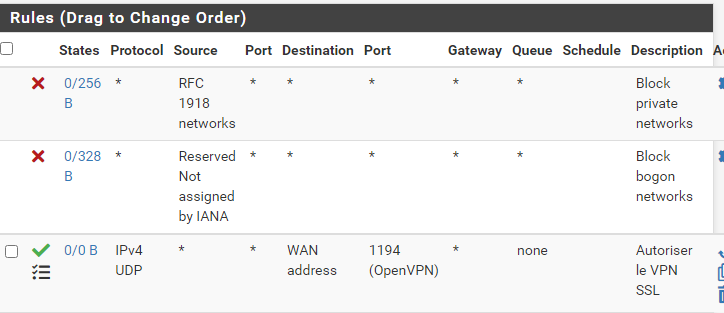 Rules (Drag to Change Order)
States Protocol Source Port Destination Port Gateway Queue Schedule Description
0/256 B * RFC 1918 networks * * * * * Block private networks
0/328 B * Reserved Not assigned by IANA * * * * * Block bogon networks
0/0 B IPv4 UDP * * WAN address 1194 (OpenVPN) * none Autoriser le VPN SSL